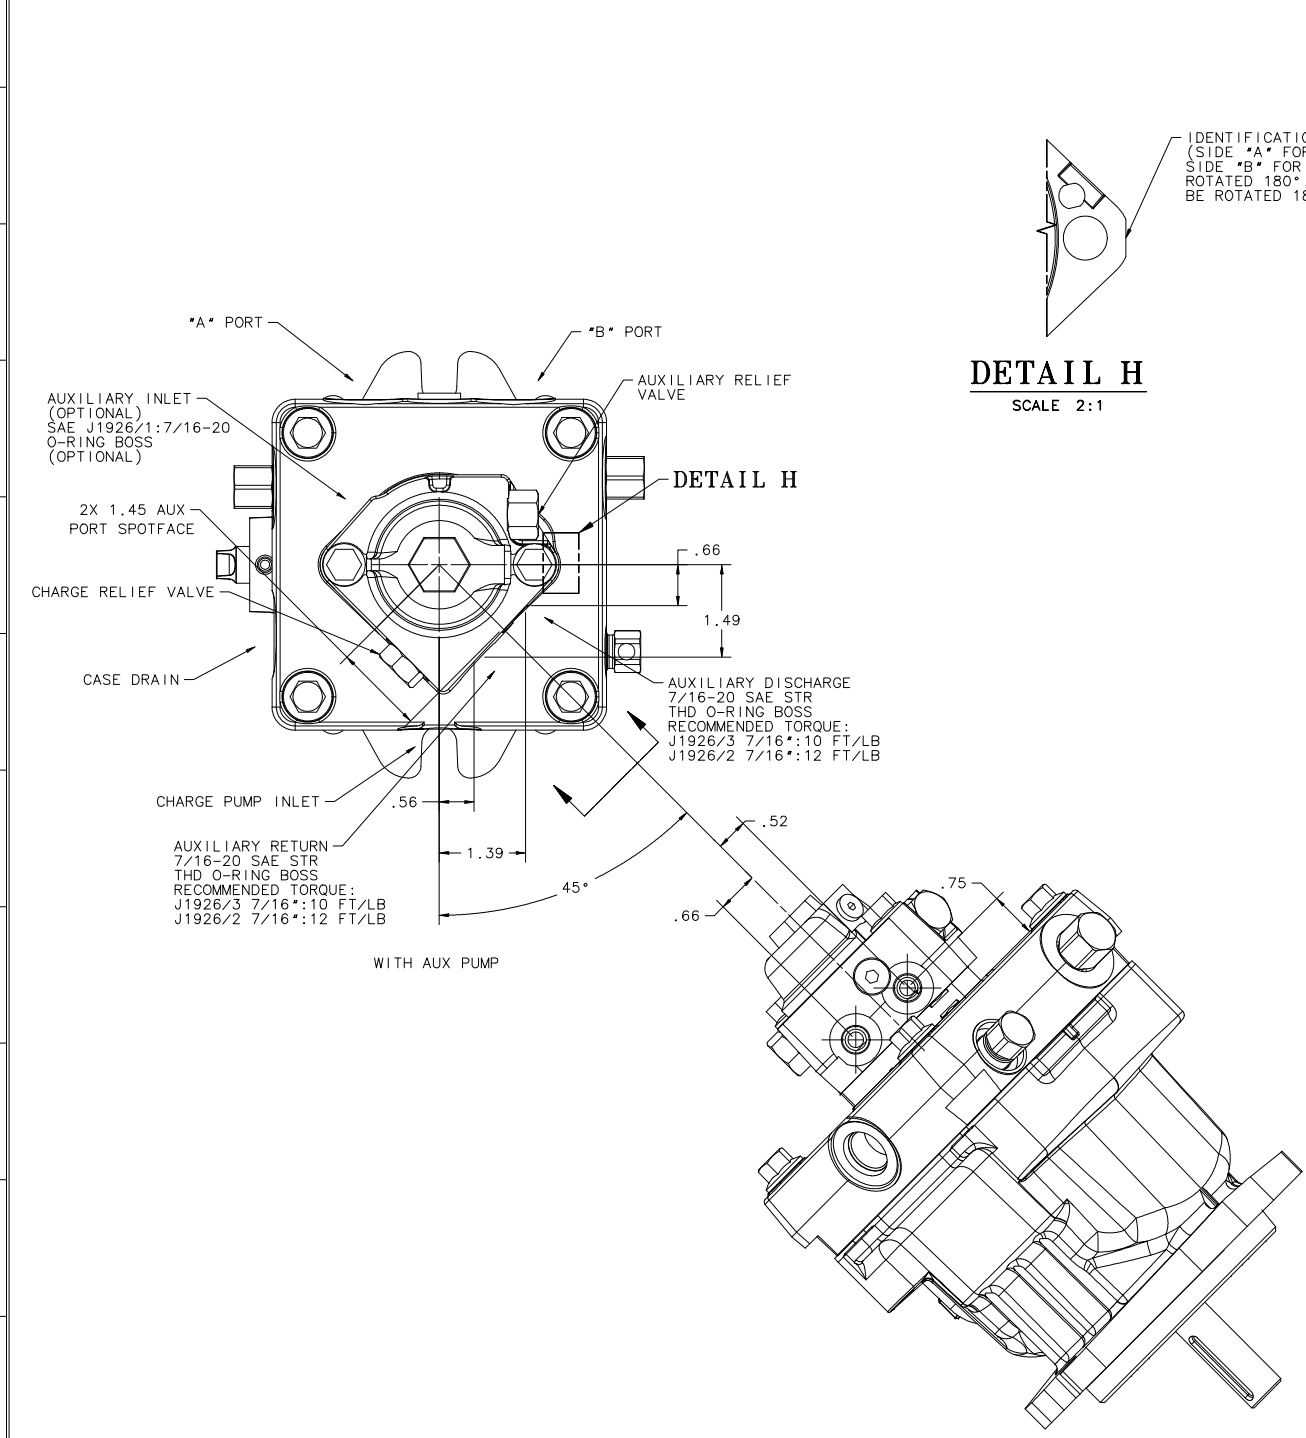 IDENTIFICATIO
(SIDE "A" FOR
SIDE "B" FOR
ROTATED 180°
BE ROTATED 18
DETAIL H
SCALE 2:1
"A" PORT
"B" PORT
AUXILIARY RELIEF
VALVE
AUXILIARY INLET
(OPTIONAL)
SAE J1926/1:7/16-20
O-RING BOSS
(OPTIONAL)
DETAIL H
2X 1.45 AUX
PORT SPOTFACE
.66
CHARGE RELIEF VALVE
1.49
CASE DRAIN
AUXILIARY DISCHARGE
7/16-20 SAE STR
THD O-RING BOSS
RECOMMENDED TORQUE:
J1926/3 7/16":10 FT/LB
J1926/2 7/16":12 FT/LB
CHARGE PUMP INLET
.56
.52
AUXILIARY RETURN
7/16-20 SAE STR
THD O-RING BOSS
RECOMMENDED TORQUE:
J1926/3 7/16":10 FT/LB
J1926/2 7/16":12 FT/LB
1.39
45°
.75
.66
WITH AUX PUMP